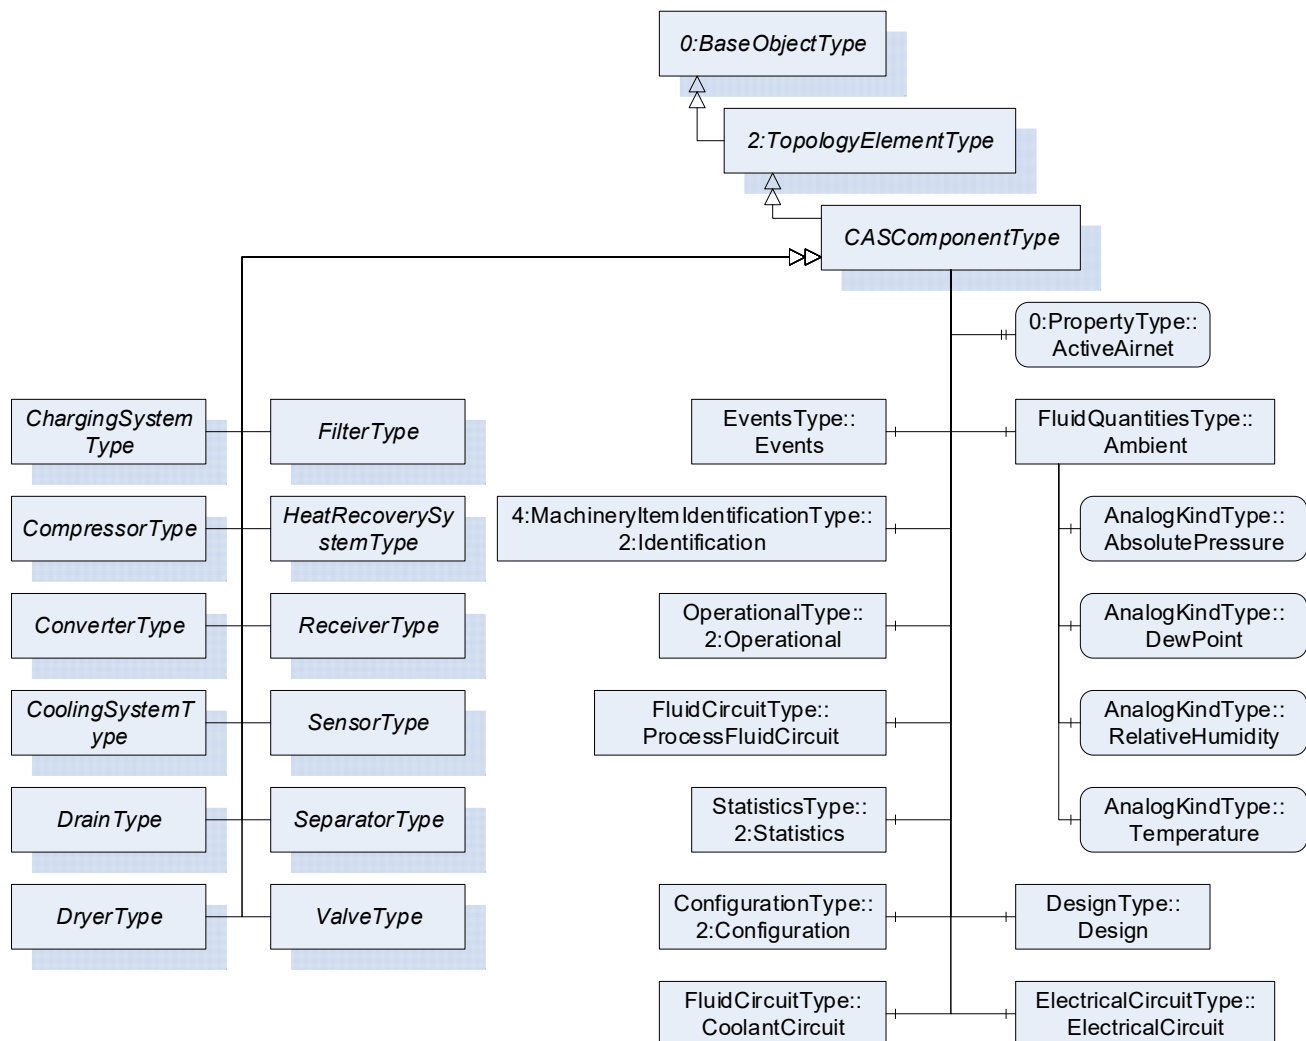 0:BaseObjectType
2:TopologyElementType
CASComponentType
0:PropertyType::
ActiveAirnet
ChargingSystem
Type
FilterType
EventsType::
Events
FluidQuantitiesType::
Ambient
CompressorType
HeatRecoverySy
stemType
4:MachineryItemIdentificationType::
2:Identification
AnalogKindType::
AbsolutePressure
ConverterType
ReceiverType
OperationalType::
2:Operational
AnalogKindType::
DewPoint
CoolingSystemT
ype
SensorType
FluidCircuitType::
ProcessFluidCircuit
AnalogKindType::
RelativeHumidity
DrainType
SeparatorType
StatisticsType::
2:Statistics
AnalogKindType::
Temperature
DryerType
ValveType
ConfigurationType::
2:Configuration
DesignType::
Design
FluidCircuitType::
CoolantCircuit
ElectricalCircuitType::
ElectricalCircuit